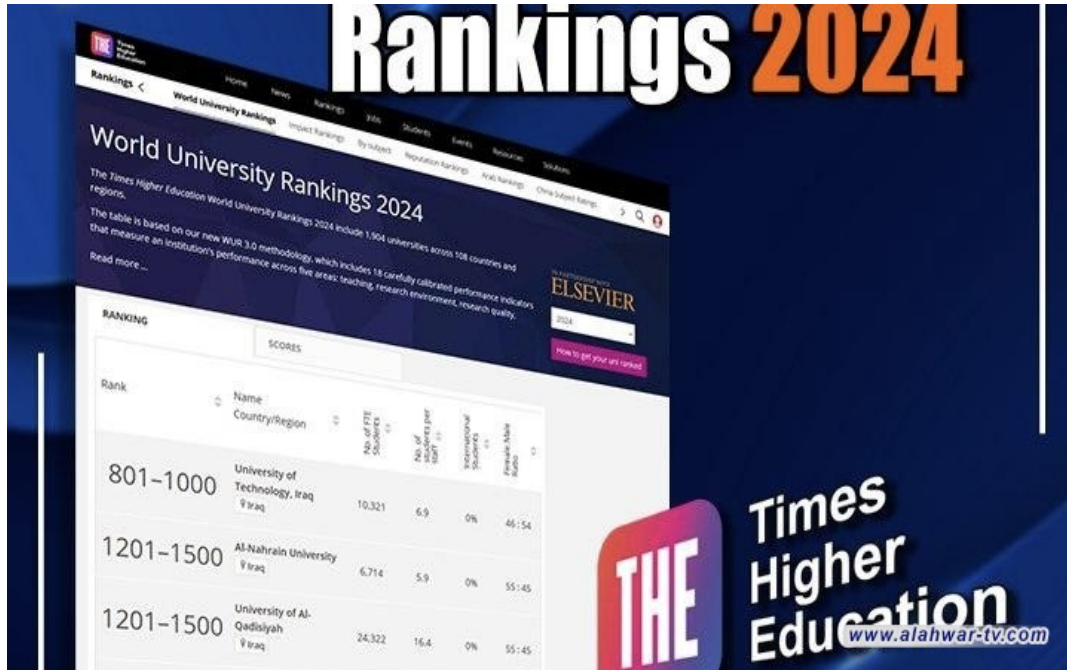 Rankings 2024
THE Times
Higher
Education
Home News Rankings Jobs Students Events Resources Solutions
Rankings <
World University Rankings Impact Rankings By subject Reputation Rankings Arab Rankings China Subject Ratings >
World University Rankings 2024
The Times Higher Education World University Rankings 2024 include 1,904 universities across 108 countries and
regions.
The table is based on our new WUR 3.0 methodology, which includes 18 carefully calibrated performance indicators
that measure an institution's performance across five areas: teaching, research environment, research quality,
Read more ...
IN PARTNERSHIP WITH
ELSEVIER
2024
How to get your uni ranked
RANKING
SCORES
Rank
Name
Country/Region
No. of FTE
Students
No. of
students per
staff
International
Students
Female:Male
Ratio
801–1000
University of
Technology, Iraq
Iraq
10,321 6.9 0% 46 : 54
1201–1500
Al-Nahrain University
Iraq
6,714 5.9 0% 55 : 45
1201–1500
University of Al-
Qadisiyah
Iraq
24,322 16.4 0% 55 : 45
THE
Times
Higher
Education
www.alahwar-tv.com